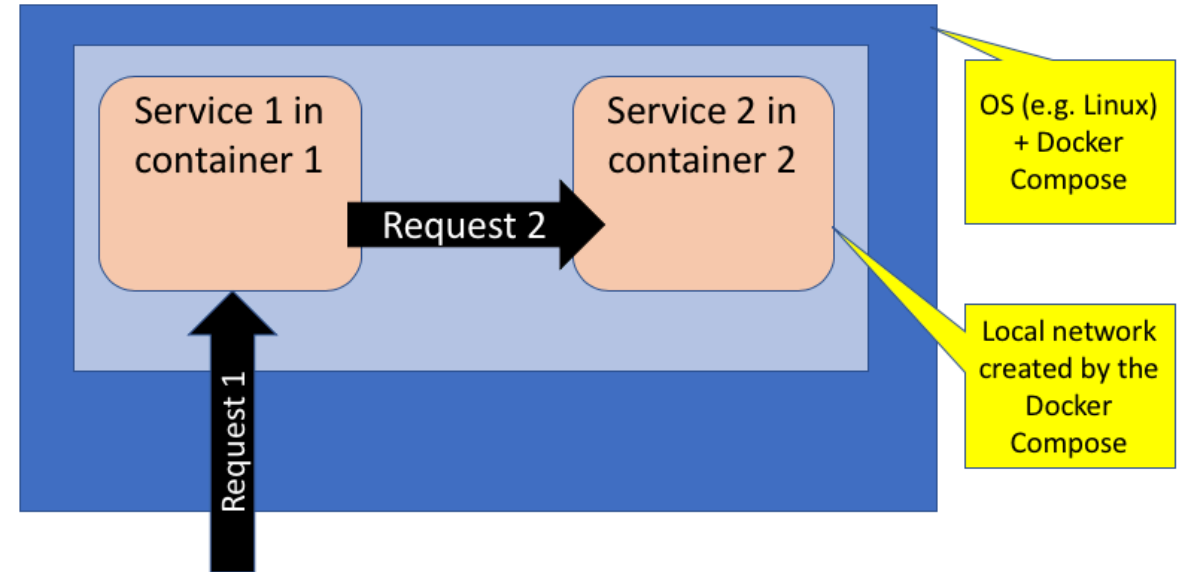 Service 1 in
container 1
Service 2 in
container 2
Request 2
Request 1
OS (e.g. Linux)
+ Docker
Compose
Local network
created by the
Docker
Compose